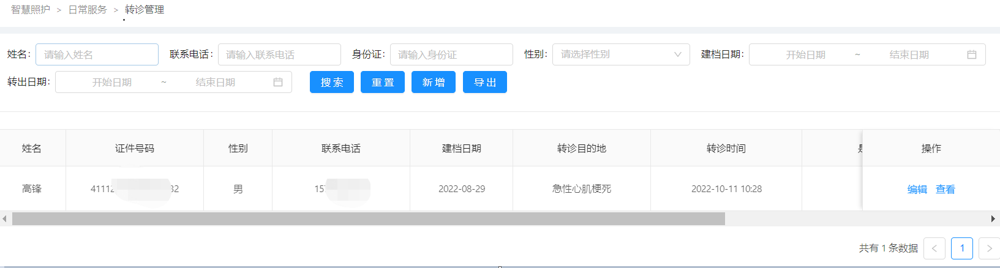 智慧照护 > 日常服务 > 转诊管理
姓名: 请输入姓名 联系电话: 请输入联系电话 身份证: 请输入身份证 性别: 请选择性别 建档日期: 开始日期 ~ 结束日期
转出日期: 开始日期 ~ 结束日期 搜索 重置 新增 导出
姓名 证件号码 性别 联系电话 建档日期 转诊目的地 转诊时间 操作
高锋 41112 32 男 15 2022-08-29 急性心肌梗死 2022-10-11 10:28 编辑 查看
共有 1 条数据 < 1 >